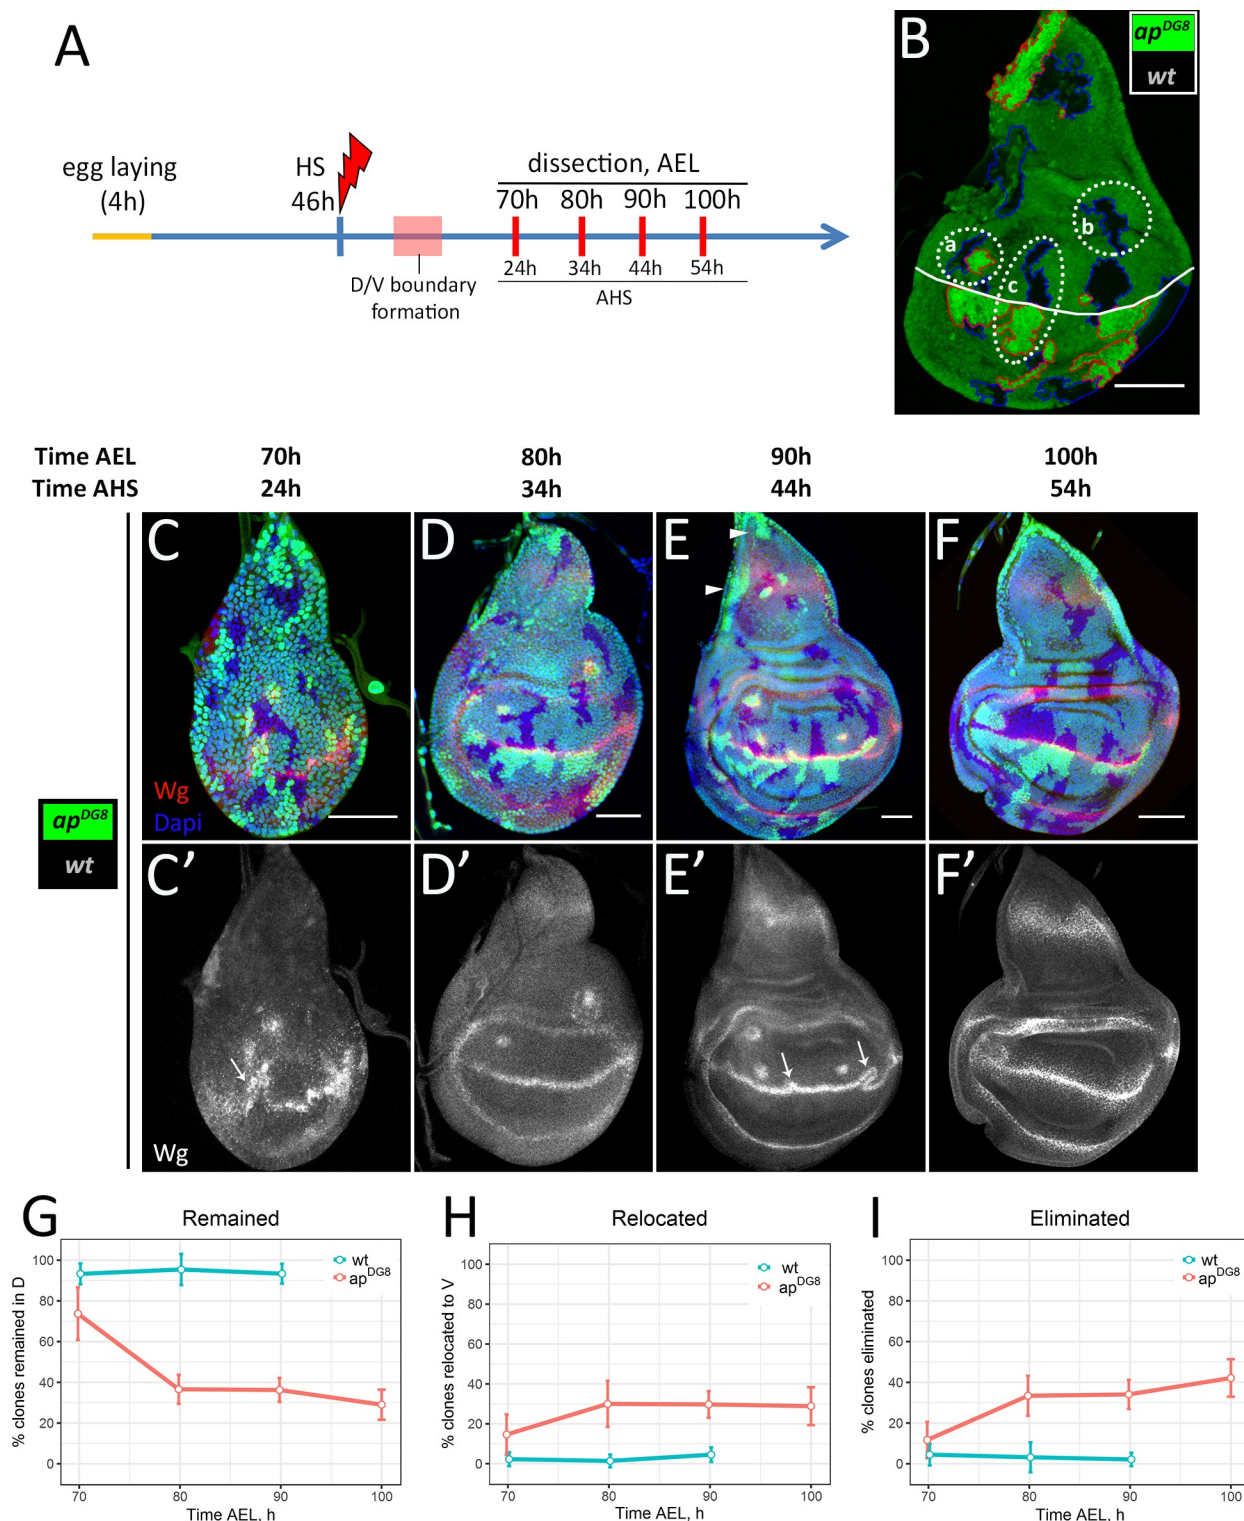 A
egg laying
(4h)
HS
46h
dissection, AEL
70h 80h 90h 100h
24h 34h 44h 54h
AHS
D/V boundary
formation
B
apDG8
wt
a
b
c
Time AEL 70h 80h 90h 100h
Time AHS 24h 34h 44h 54h
C D E F
Wg
Dapi
apDG8
wt
C' D' E' F'
Wg
G
Remained
% clones remained in D
100
80
60
40
20
0
wt
apDG8
70 80 90 100
Time AEL, h
H
Relocated
% clones relocated to V
100
80
60
40
20
0
wt
apDG8
70 80 90 100
Time AEL, h
I
Eliminated
% clones eliminated
100
80
60
40
20
0
wt
apDG8
70 80 90 100
Time AEL, h